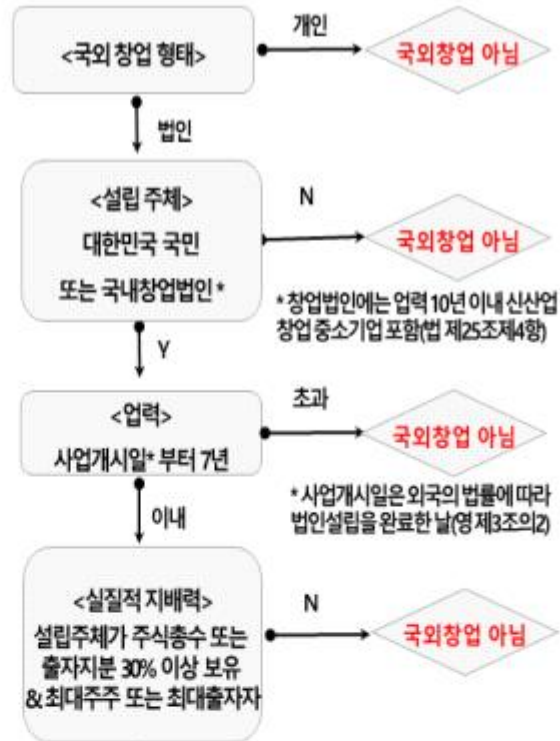 <국외 창업 형태>
개인
국외창업 아님
법인
<설립 주체>
대한민국 국민
또는 국내창업법인 *
N
국외창업 아님
* 창업법인에는 업력 10년 이내 신산업
창업 중소기업 포함(법 제25조제4항)
Y
<업력>
사업개시일* 부터 7년
초과
국외창업 아님
* 사업개시일은 외국의 법률에 따라
법인설립을 완료한 날(영 제3조의2)
이내
<실질적 지배력>
설립주체가 주식총수 또는
출자지분 30% 이상 보유
& 최대주주 또는 최대출자자
N
국외창업 아님